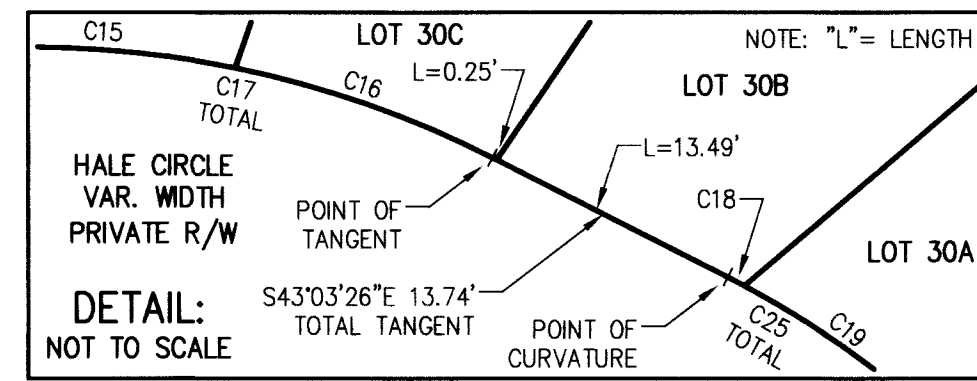 C15
LOT 30C
NOTE: "L"= LENGTH
L=0.25'
C17
TOTAL
C16
LOT 30B
HALE CIRCLE
VAR. WIDTH
PRIVATE R/W
L=13.49'
POINT OF
TANGENT
C18
LOT 30A
S43°03'26"E 13.74'
TOTAL TANGENT
POINT OF
CURVATURE
C25
TOTAL
C19
DETAIL:
NOT TO SCALE